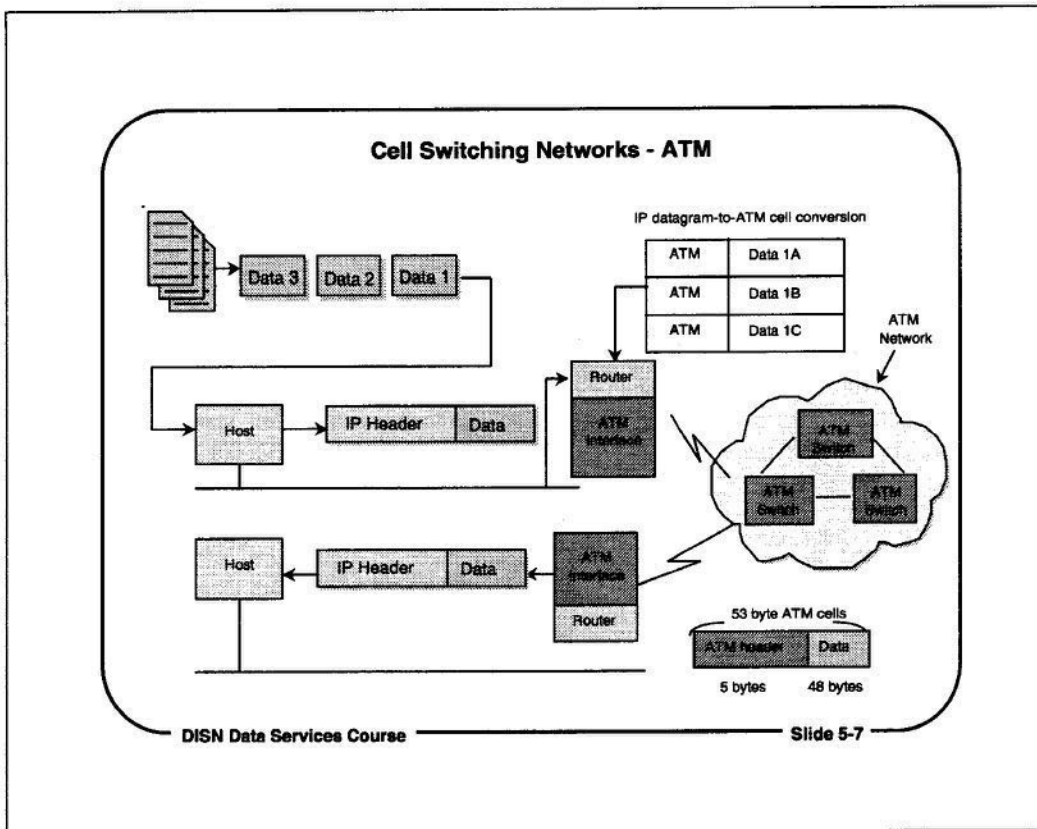 Cell Switching Networks - ATM
IP datagram-to-ATM cell conversion
Data 3
Data 2
Data 1
ATM
Data 1A
ATM
Data 1B
ATM
Data 1C
ATM
Network
Router
ATM
Interface
Host
IP Header
Data
ATM
Switch
ATM
Switch
ATM
Switch
Host
IP Header
Data
ATM
Interface
Router
53 byte ATM cells
ATM header
Data
5 bytes
48 bytes
DISN Data Services Course
Slide 5-7